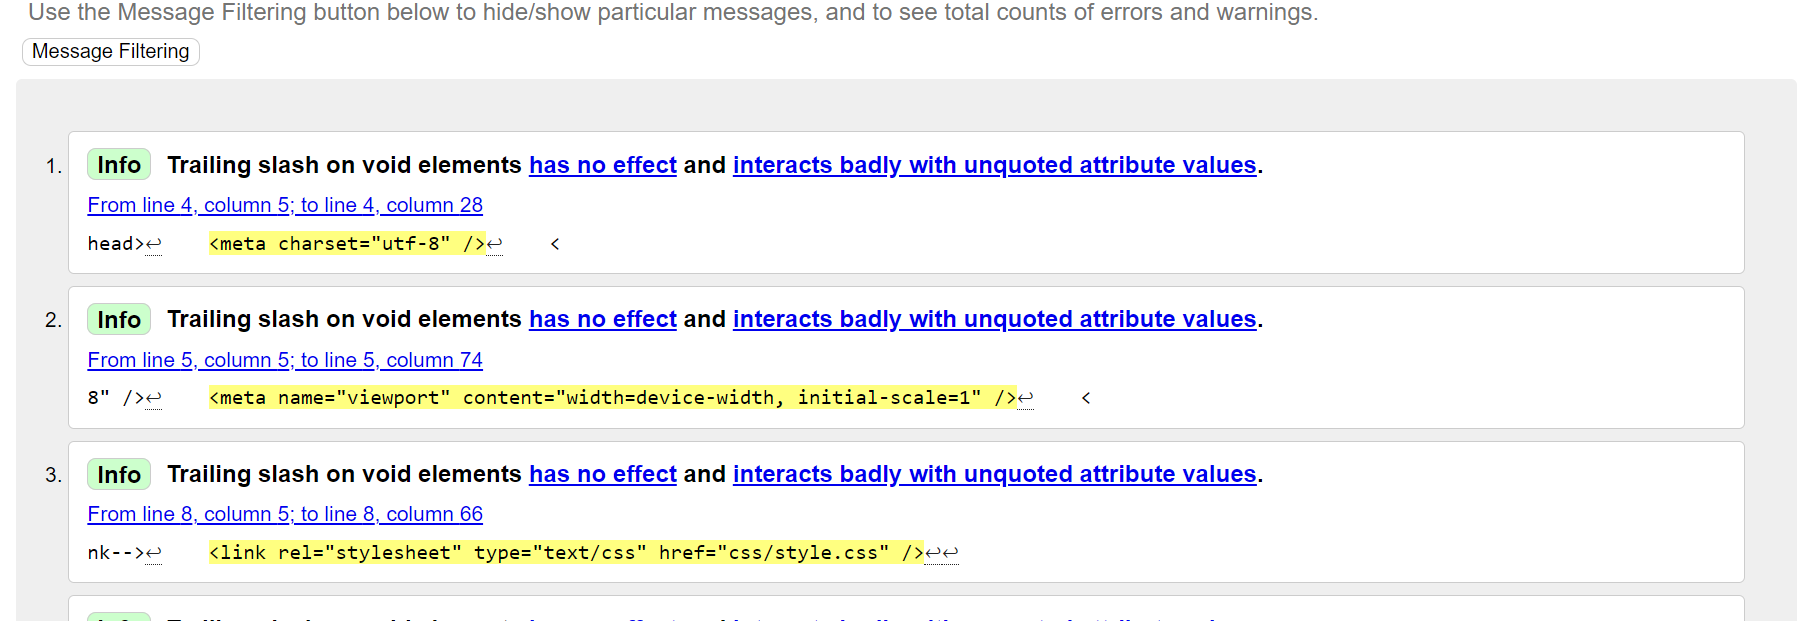 Use the Message Filtering button below to hide/show particular messages, and to see total counts of errors and warnings.
Message Filtering
1. Info Trailing slash on void elements has no effect and interacts badly with unquoted attribute values.
From line 4, column 5; to line 4, column 28
head>↩    <meta charset="utf-8" />↩    <
2. Info Trailing slash on void elements has no effect and interacts badly with unquoted attribute values.
From line 5, column 5; to line 5, column 74
8" />↩    <meta name="viewport" content="width=device-width, initial-scale=1" />↩    <
3. Info Trailing slash on void elements has no effect and interacts badly with unquoted attribute values.
From line 8, column 5; to line 8, column 66
nk-->↩    <link rel="stylesheet" type="text/css" href="css/style.css" />↩↩